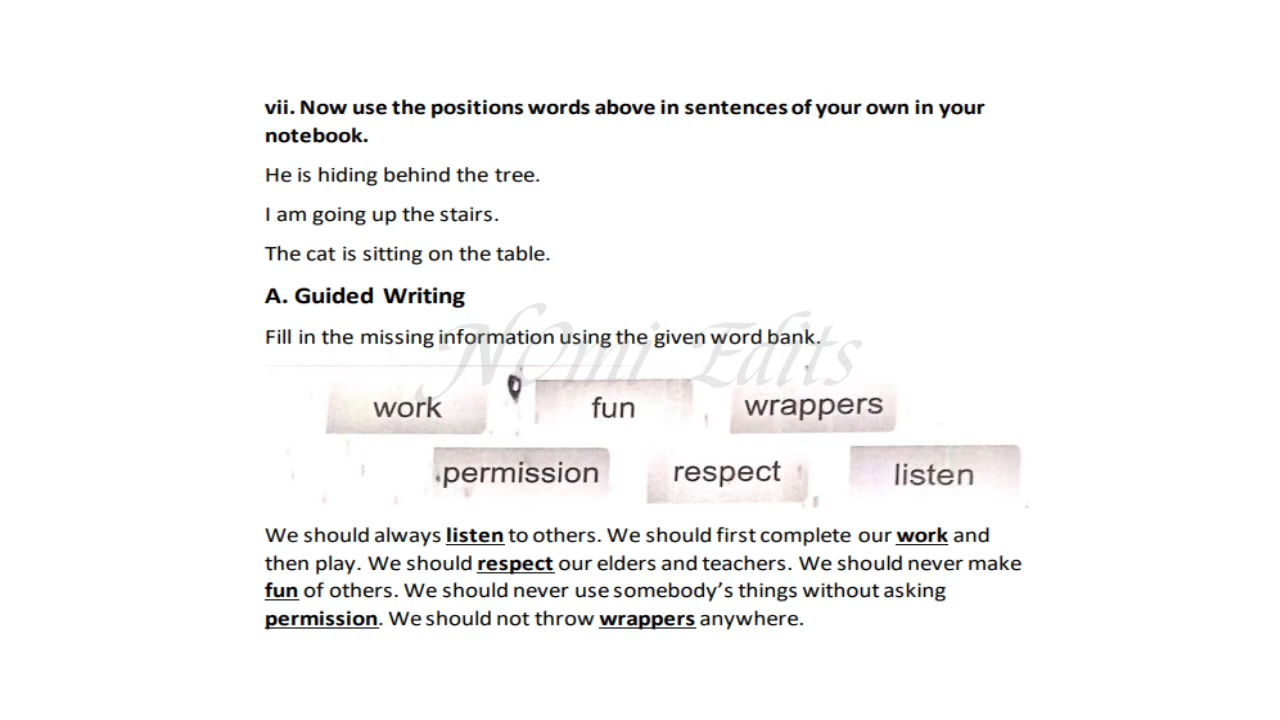 vii. Now use the positions words above in sentences of your own in your
notebook.
He is hiding behind the tree.
I am going up the stairs.
The cat is sitting on the table.
A. Guided Writing
Fill in the missing information using the given word bank.
NOmi Edits
work fun wrappers
permission respect listen
We should always listen to others. We should first complete our work and
then play. We should respect our elders and teachers. We should never make
fun of others. We should never use somebody’s things without asking
permission. We should not throw wrappers anywhere.